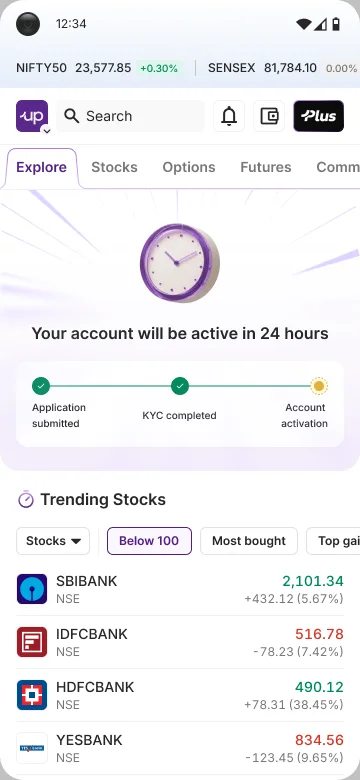 12:34
NIFTY50 23,577.85 +0.30% SENSEX 81,784.10 0.00%
up Search Plus
Explore Stocks Options Futures Comm
Your account will be active in 24 hours
Application submitted
KYC completed
Account activation
Trending Stocks
Stocks Below 100 Most bought Top gai
SBIBANK 2,101.34
NSE +432.12 (5.67%)
IDFCBANK 516.78
NSE -78.23 (7.42%)
HDFCBANK 490.12
NSE +78.31 (38.45%)
YES BANK
YESBANK 834.56
NSE -123.45 (9.65%)